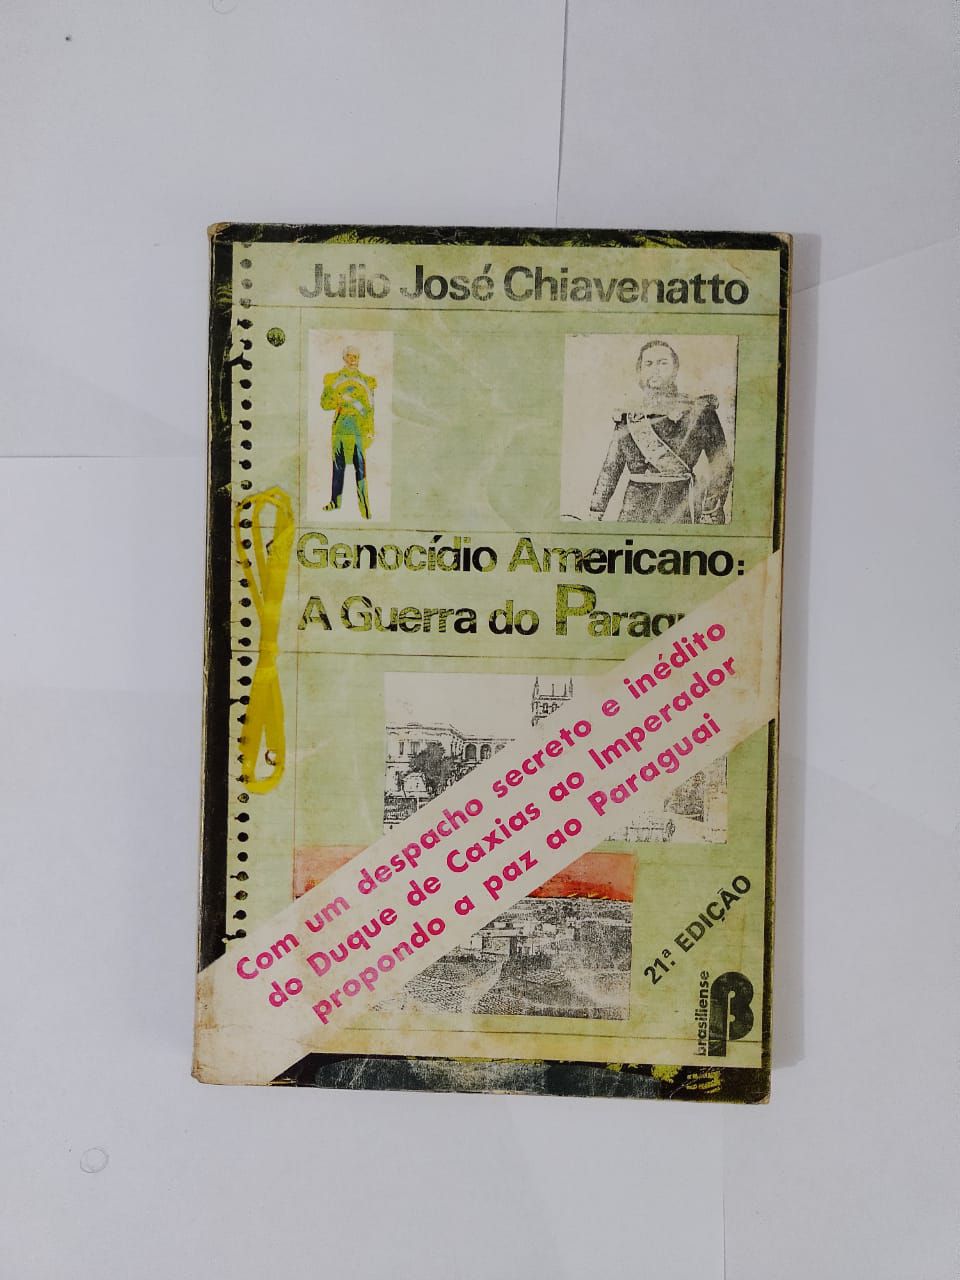 Julio José Chiavenatto
Genocídio Americano:
A Guerra do Paragu
Com um despacho secreto e inédito
do Duque de Caxias ao Imperador
propondo a paz ao Paraguai
21ª EDIÇÃO
brasiliense